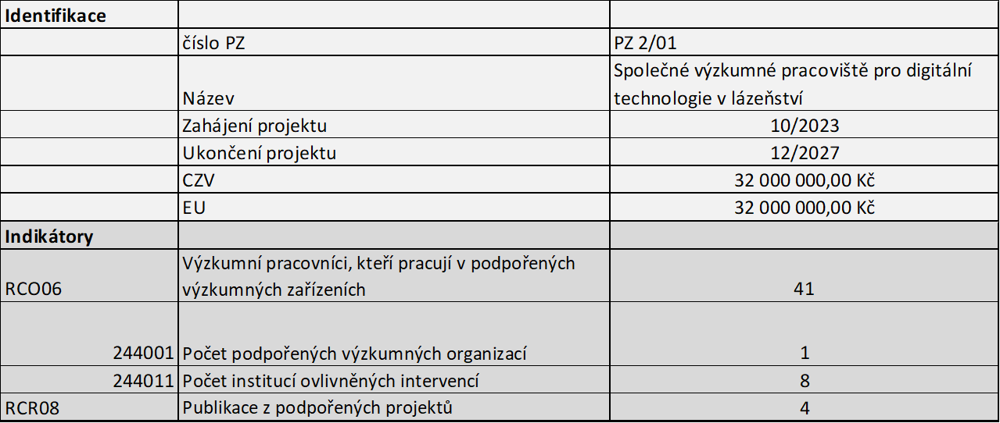 Identifikace
číslo PZ PZ 2/01
Společné výzkumné pracoviště pro digitální
Název technologie v lázeňství
Zahájení projektu 10/2023
Ukončení projektu 12/2027
CZV 32 000 000,00 Kč
EU 32 000 000,00 Kč
Indikátory
Výzkumní pracovníci, kteří pracují v podpořených
RCO06 výzkumných zařízeních 41
244001 Počet podpořených výzkumných organizací 1
244011 Počet institucí ovlivněných intervencí 8
RCR08 Publikace z podpořených projektů 4